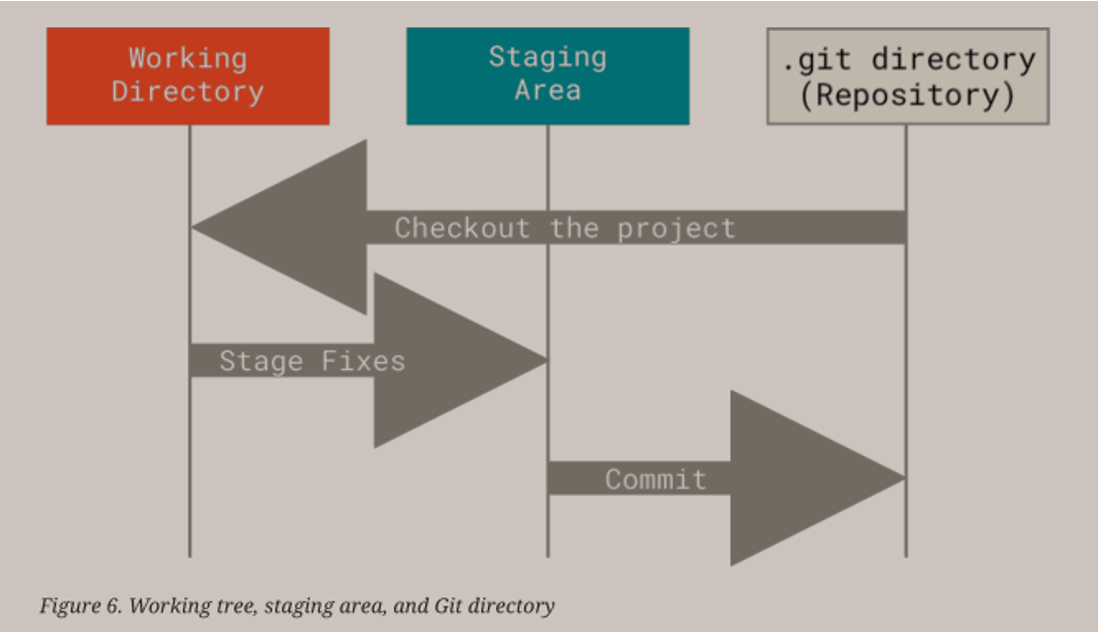 Working
Directory
Staging
Area
.git directory
(Repository)
Checkout the project
Stage Fixes
Commit
Figure 6. Working tree, staging area, and Git directory